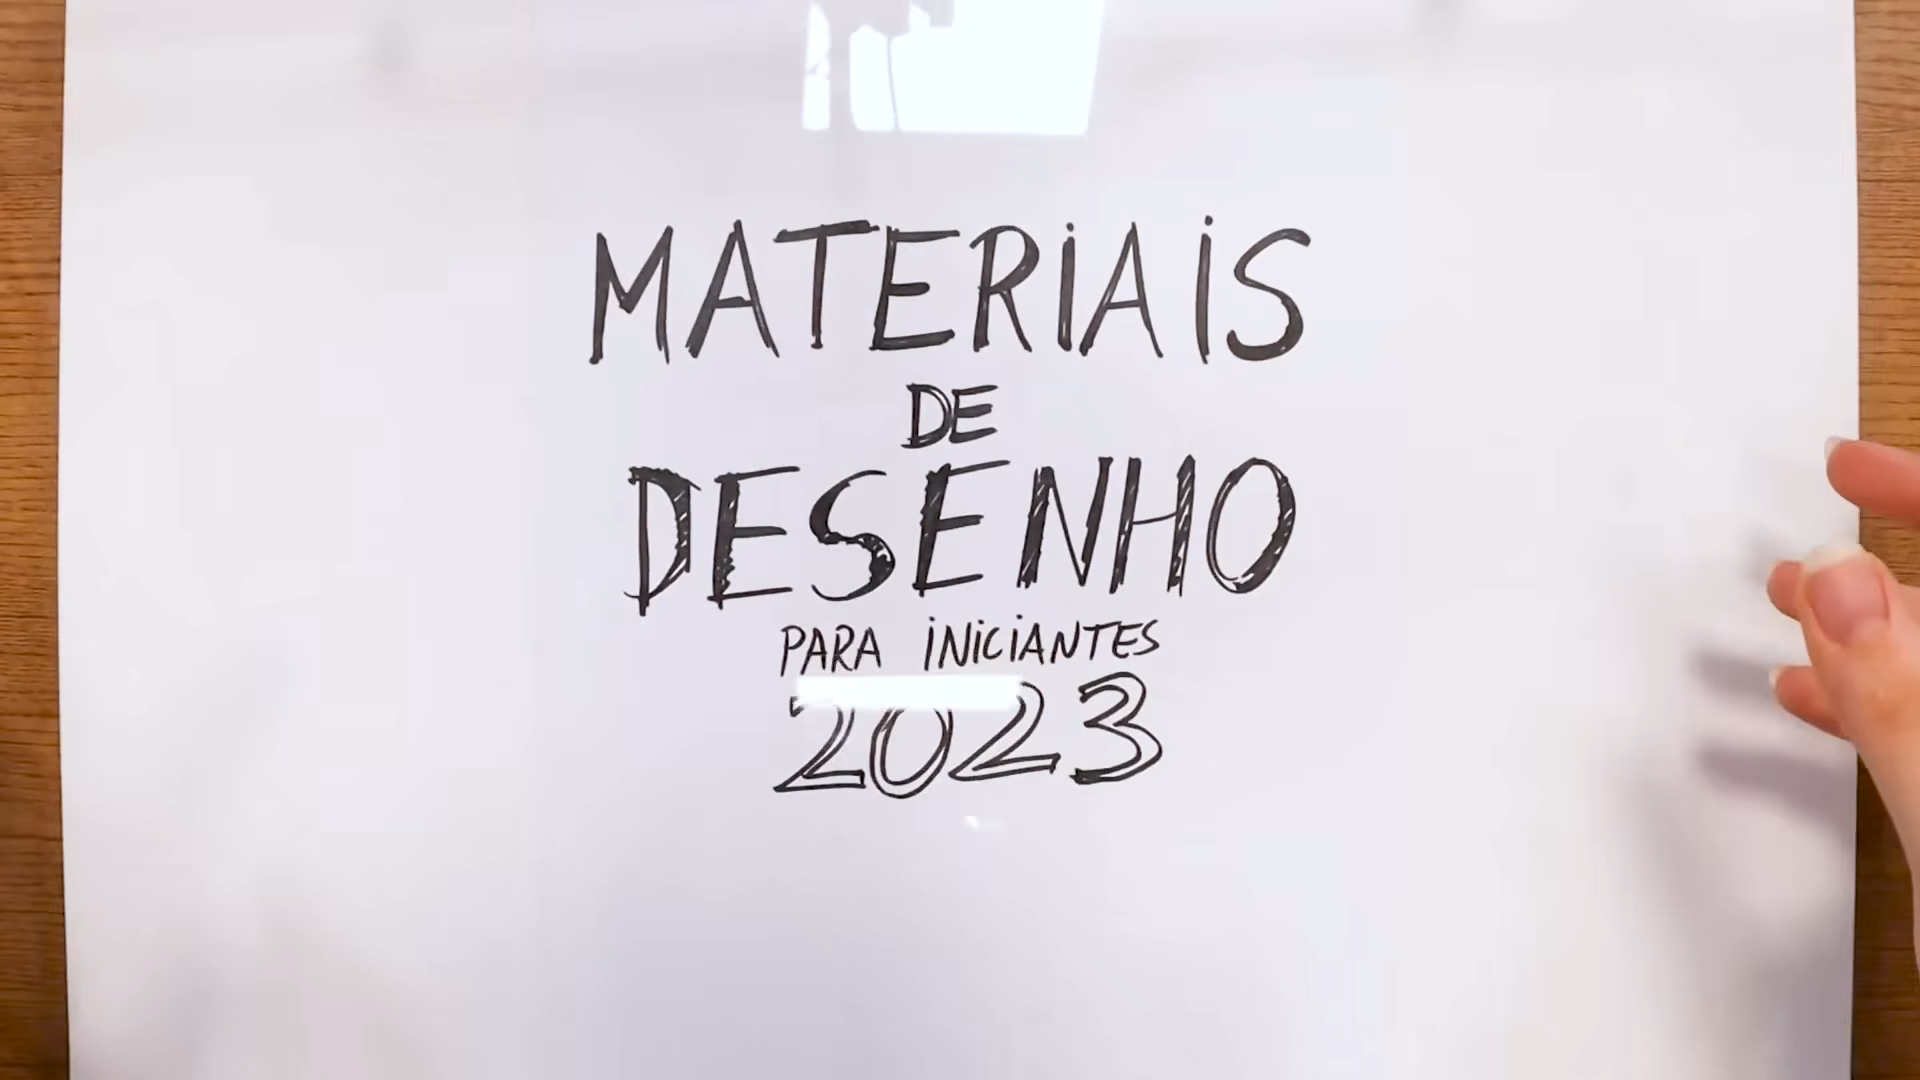 MATERIAIS
DE
DESENHO
PARA INICIANTES
2023